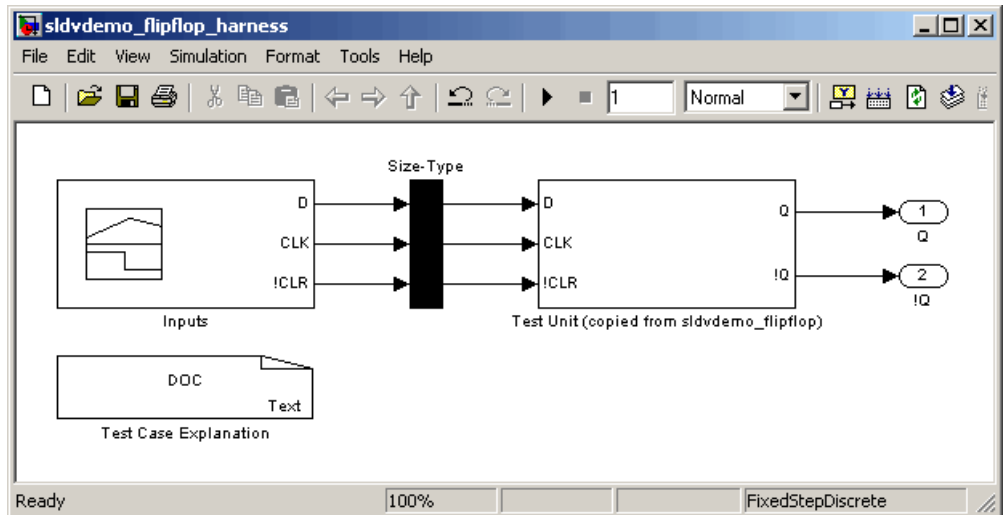 sldvdemo_flipflop_harness
File Edit View Simulation Format Tools Help
1 Normal
Size-Type
D D Q 1
Q
CLK CLK
!CLR !CLR !Q 2
!Q
Inputs Test Unit (copied from sldvdemo_flipflop)
DOC
Text
Test Case Explanation
Ready 100% FixedStepDiscrete